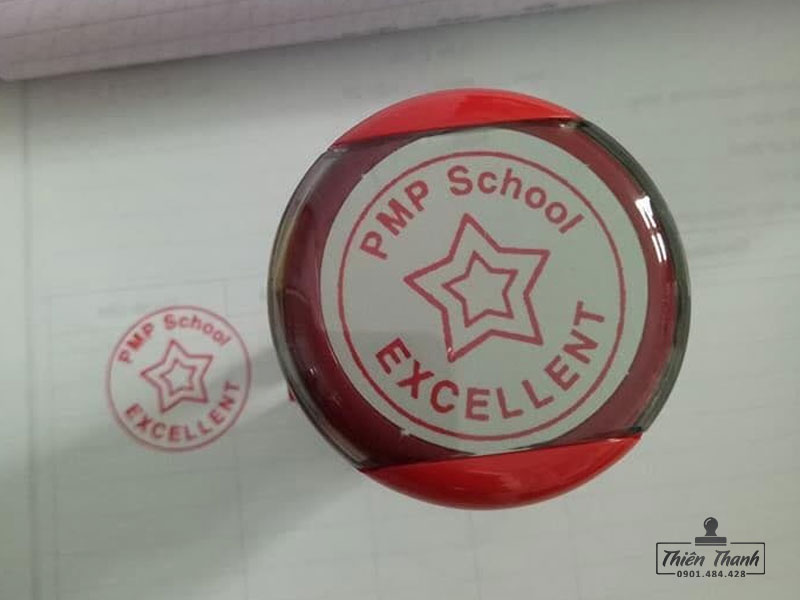 PMP School
EXCELLENT
PMP School
EXCELLENT
Thiên Thanh
0901.484.428